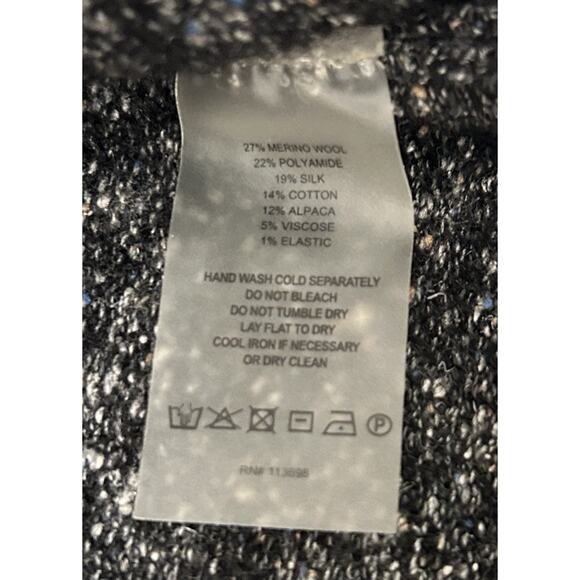 27% MERINO WOOL
22% POLYAMIDE
19% SILK
14% COTTON
12% ALPACA
5% VISCOSE
1% ELASTIC
HAND WASH COLD SEPARATELY
DO NOT BLEACH
DO NOT TUMBLE DRY
LAY FLAT TO DRY
COOL IRON IF NECESSARY
OR DRY CLEAN
P
RN# 113698